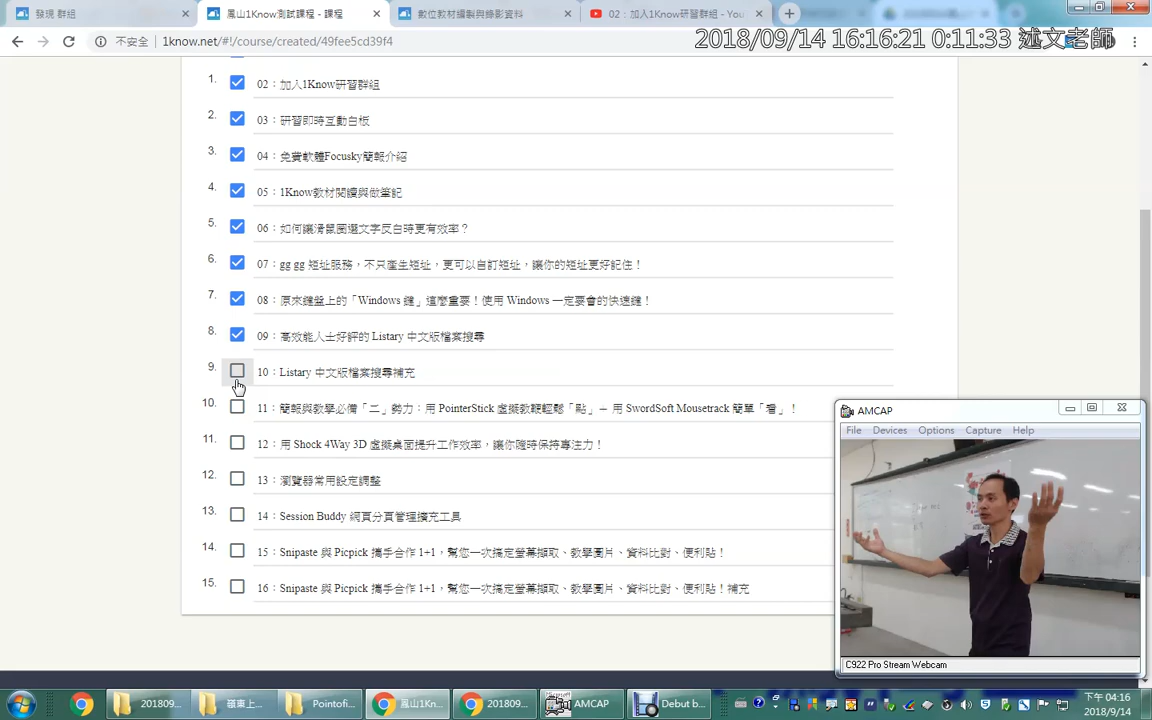 發現 群組
鳳山1Know測試課程 - 課程
數位教材編製與錄影資料
02：加入1Know研習群組 - You
不安全
1know.net/#!/course/created/49fee5cd39f4
2018/09/14 16:16:21 0:11:33 述文老師
1. 02：加入1Know研習群組
2. 03：研習即時互動白板
3. 04：免費軟體Focusky簡報介紹
4. 05：1Know教材閱讀與做筆記
5. 06：如何讓滑鼠圈選文字反白時更有效率？
6. 07：gg gg 短址服務，不只產生短址，更可以自訂短址，讓你的短址更好記住！
7. 08：原來鍵盤上的「Windows 鍵」這麼重要！使用 Windows 一定要會的快速鍵！
8. 09：高效能人士好評的 Listary 中文版檔案搜尋
9. 10：Listary 中文版檔案搜尋補充
10. 11：簡報與教學必備「二」勢力：用 PointerStick 虛擬教鞭輕鬆「點」＋ 用 SwordSoft Mousetrack 簡單「看」！
11. 12：用 Shock 4Way 3D 虛擬桌面提升工作效率，讓你隨時保持專注力！
12. 13：瀏覽器常用設定調整
13. 14：Session Buddy 網頁分頁管理擴充工具
14. 15：Snipaste 與 Picpick 攜手合作 1+1，幫您一次搞定螢幕擷取、教學圖片、資料比對、便利貼！
15. 16：Snipaste 與 Picpick 攜手合作 1+1，幫您一次搞定螢幕擷取、教學圖片、資料比對、便利貼！補充
AMCAP
File Devices Options Capture Help
C922 Pro Stream Webcam
201809...
Pointofi...
鳳山1Kn...
201809...
AMCAP
Debut b...
下午 04:16
2018/9/14